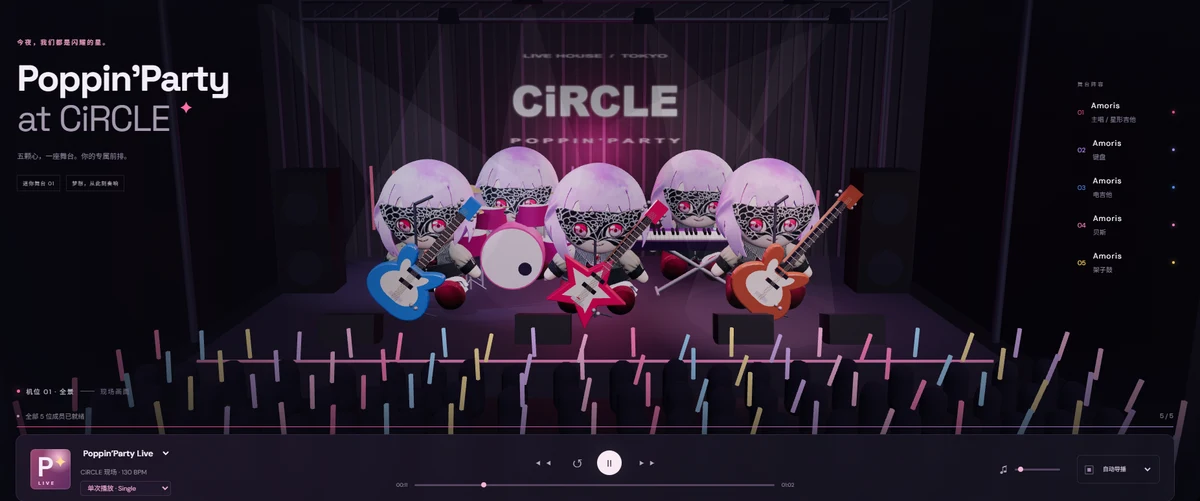 今夜，我们都是闪耀的星。
Poppin'Party
at CiRCLE
五颗心，一座舞台。你的专属前排。
迷你舞台 01
梦想，从此刻奏响
LIVE HOUSE / TOKYO
CiRCLE
POPPIN'PARTY
舞台阵容
01 Amoris
主唱 / 星形吉他
02 Amoris
键盘
03 Amoris
电吉他
04 Amoris
贝斯
05 Amoris
架子鼓
机位 01 · 全景 现场画面
全部 5 位成员已就绪
5 / 5
P
LIVE
Poppin'Party Live
CiRCLE 现场 · 130 BPM
单次播放 · Single
00:11
01:02
自动导播